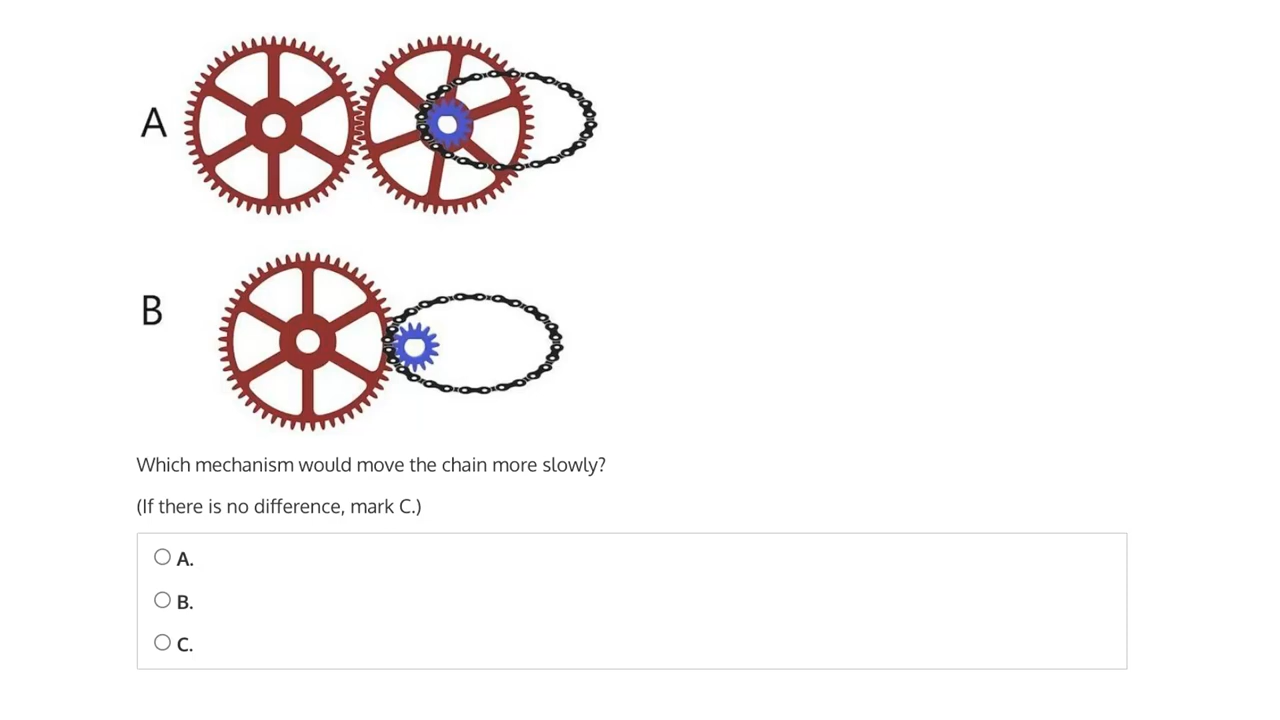 A
B
Which mechanism would move the chain more slowly?
(If there is no difference, mark C.)
A.
B.
C.